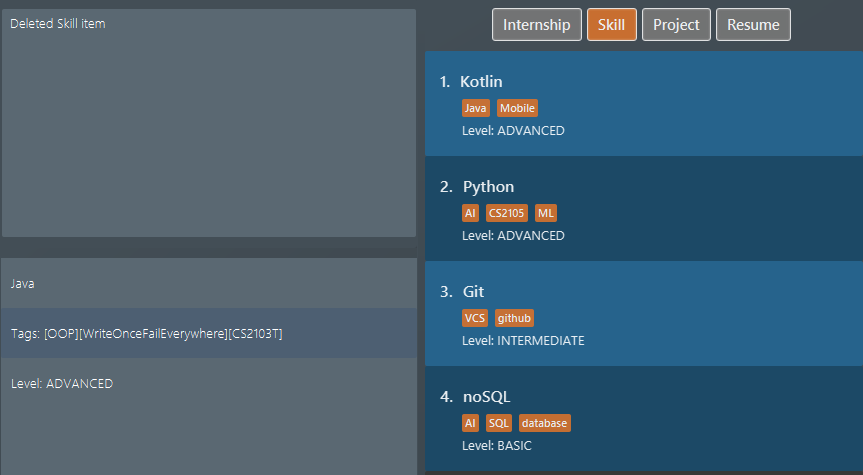 Deleted Skill item
Java
Tags: [OOP][WriteOnceFailEverywhere][CS2103T]
Level: ADVANCED
Internship Skill Project Resume
1. Kotlin
Java Mobile
Level: ADVANCED
2. Python
AI CS2105 ML
Level: ADVANCED
3. Git
VCS github
Level: INTERMEDIATE
4. noSQL
AI SQL database
Level: BASIC